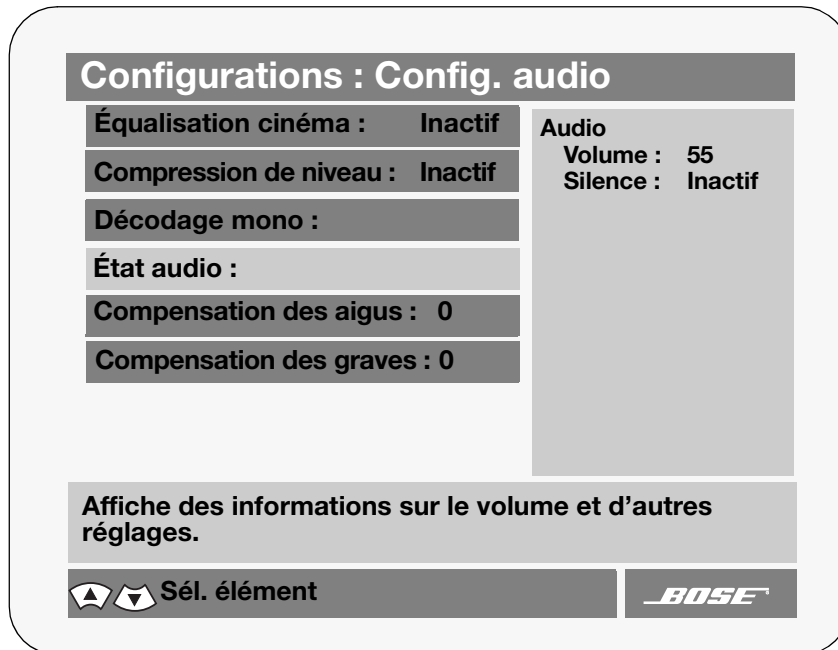 Configurations : Config. audio
Équalisation cinéma : Inactif
Compression de niveau : Inactif
Décodage mono :
État audio :
Compensation des aigus : 0
Compensation des graves : 0
Audio
Volume : 55
Silence : Inactif
Affiche des informations sur le volume et d'autres
réglages.
Sél. élément
BOSE